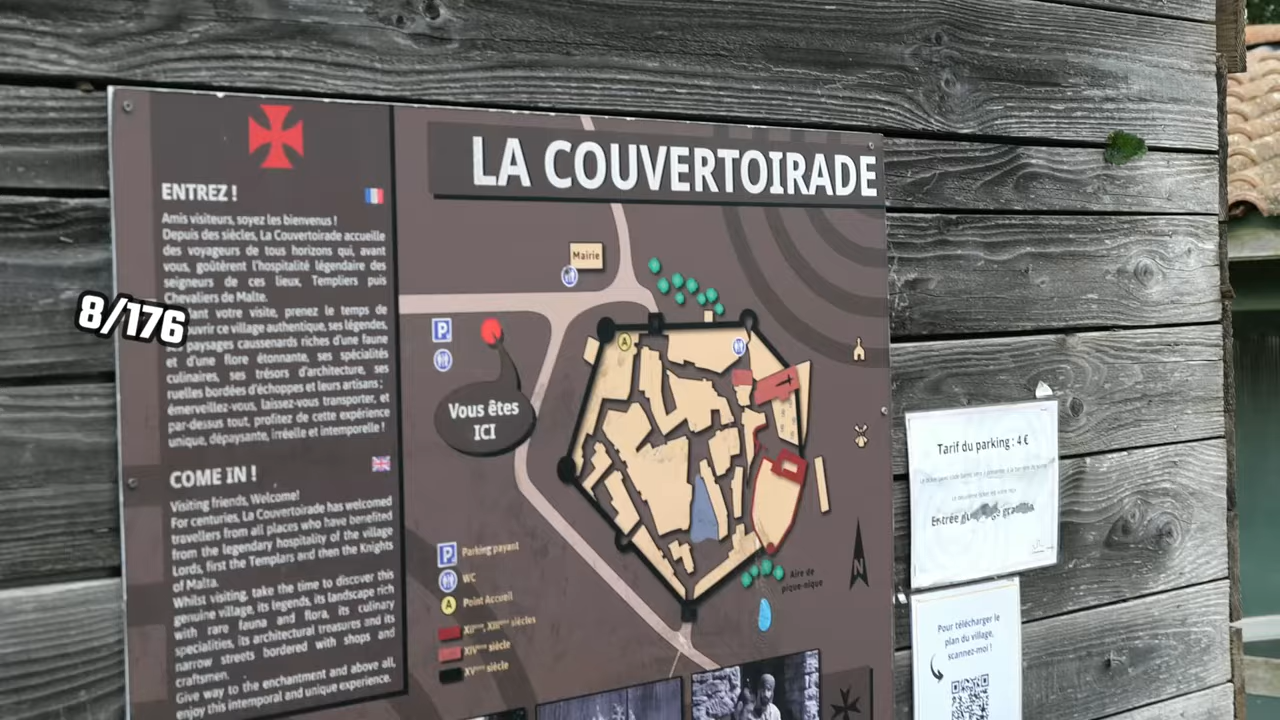 LA COUVERTOIRADE
ENTREZ !
Amis visiteurs, soyez les bienvenus !
Depuis des siècles, La Couvertoirade accueille
des voyageurs de tous horizons qui, avant
vous, goûtèrent l'hospitalité légendaire des
seigneurs de ces lieux, Templiers puis
Chevaliers de Malte.
votre visite, prenez le temps de
ce village authentique, ses légendes,
paysages caussenards riches d'une faune
et d'une flore étonnante, ses spécialités
culinaires, ses trésors d'architecture, ses
ruelles bordées d'échoppes et leurs artisans ;
émerveillez-vous, laissez-vous transporter, et
par-dessus tout, profitez de cette expérience
unique, dépaysante, irréelle et intemporelle !
8/176
COME IN !
Visiting friends, Welcome!
For centuries, La Couvertoirade has welcomed
travellers from all places who have benefited
from the legendary hospitality of the village
Lords, first the Templars and then the Knights
of Malta.
Whilst visiting, take the time to discover this
genuine village, its legends, its landscape rich
with rare fauna and flora, its culinary
specialities, its architectural treasures and its
narrow streets bordered with shops and
craftsmen.
Give way to the enchantment and above all,
enjoy this intemporal and unique experience.
Mairie
P
A
Vous êtes
ICI
P Parking payant
WC
A Point Accueil
XIIème, XIIIème siècles
XIVème siècle
XVème siècle
Aire de
pique-nique
N
Tarif du parking : 4 €
Pour télécharger le
plan du village,
scannez-moi !